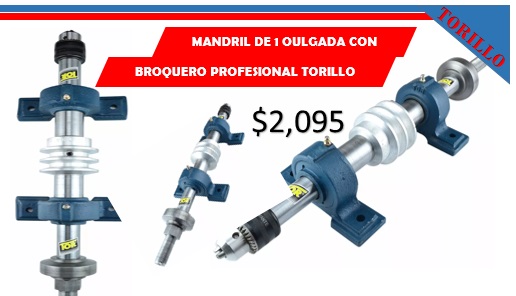 MANDRIL DE 1 OULGADA CON
BROQUERO PROFESIONAL TORILLO
TORILLO
$2,095